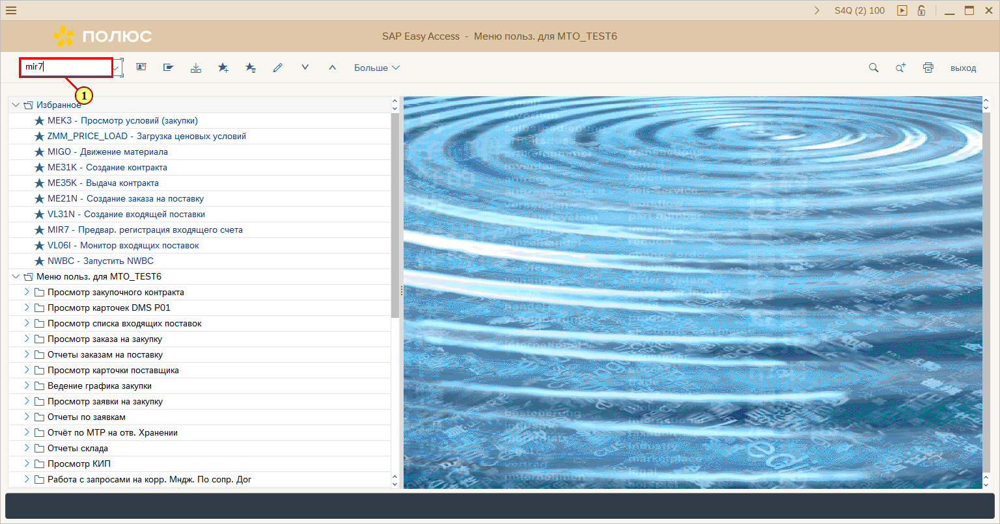 S4Q (2) 100
ПОЛЮС
SAP Easy Access - Меню польз. для MTO_TEST6
mir7
Больше
выход
1
Избранное
MEK3 - Просмотр условий (закупки)
ZMM_PRICE_LOAD - Загрузка ценовых условий
MIGO - Движение материала
ME31K - Создание контракта
ME35K - Выдача контракта
ME21N - Создание заказа на поставку
VL31N - Создание входящей поставки
MIR7 - Предвар. регистрация входящего счета
VL06I - Монитор входящих поставок
NWBC - Запустить NWBC
Меню польз. для MTO_TEST6
Просмотр закупочного контракта
Просмотр карточек DMS P01
Просмотр списка входящих поставок
Просмотр заказа на закупку
Отчеты заказам на поставку
Просмотр карточки поставщика
Ведение графика закупки
Просмотр заявки на закупку
Отчеты по заявкам
Отчёт по МТР на отв. Хранении
Отчеты склада
Просмотр КИП
Работа с запросами на корр. Мндж. По сопр. Дог
workflow
besteuerung
marketplace